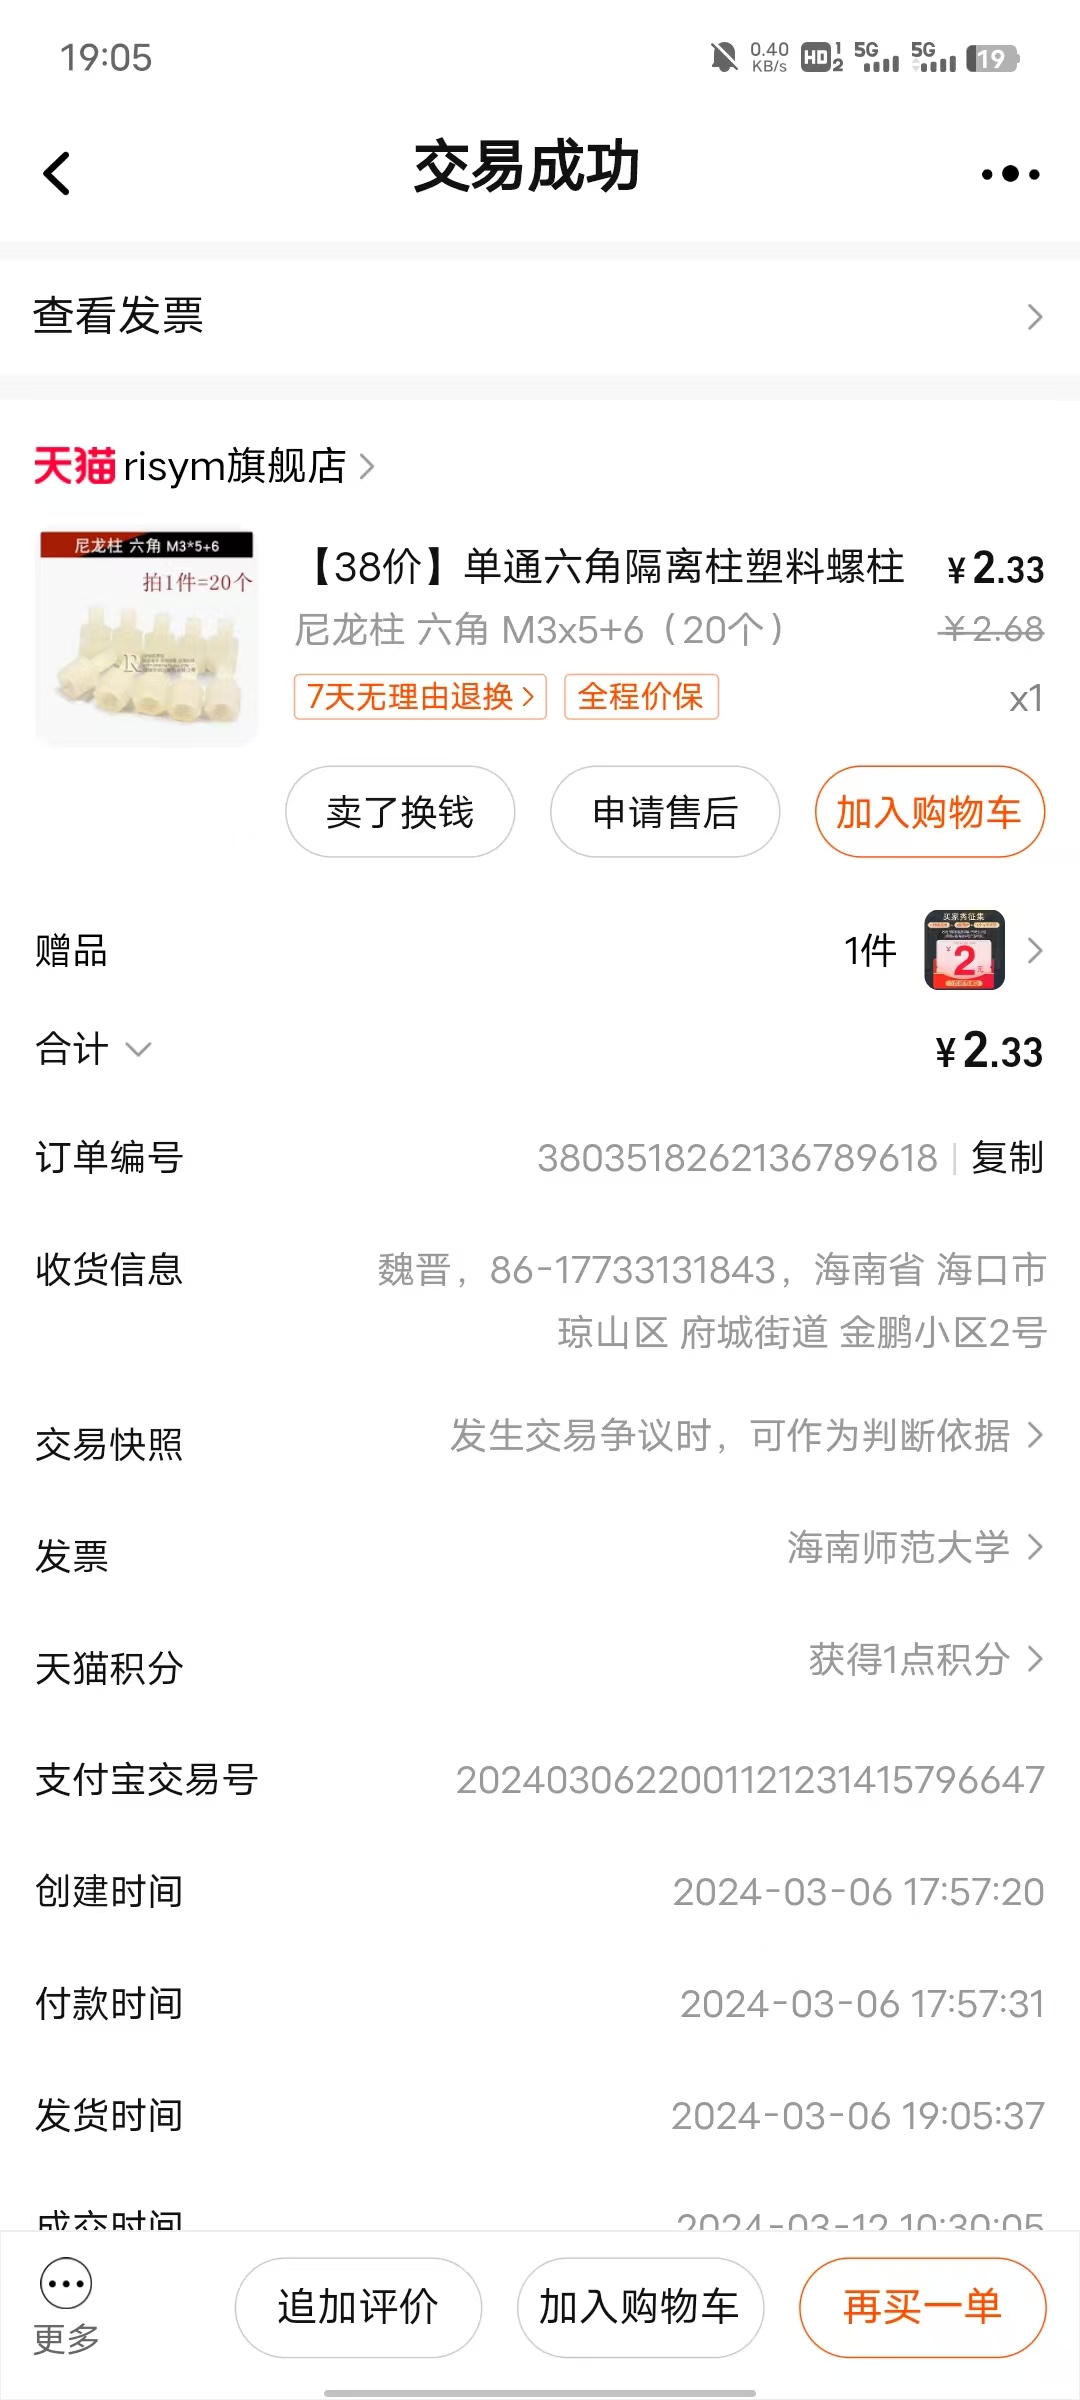 19:05
0.40
KB/s
HD 1 2
5G
5G
19
交易成功
查看发票
天猫 risym旗舰店
尼龙柱 六角 M3*5+6
拍1件=20个
【38价】单通六角隔离柱塑料螺柱
¥2.33
尼龙柱 六角 M3x5+6（20个）
¥2.68
7天无理由退换
全程价保
x1
卖了换钱
申请售后
加入购物车
赠品
1件
买家秀征集
¥2元
合计
¥2.33
订单编号
3803518262136789618
复制
收货信息
魏晋，86-17733131843，海南省 海口市
琼山区 府城街道 金鹏小区2号
交易快照
发生交易争议时，可作为判断依据
发票
海南师范大学
天猫积分
获得1点积分
支付宝交易号
2024030622001121231415796647
创建时间
2024-03-06 17:57:20
付款时间
2024-03-06 17:57:31
发货时间
2024-03-06 19:05:37
成交时间
2024-03-12 10:30:05
更多
追加评价
加入购物车
再买一单